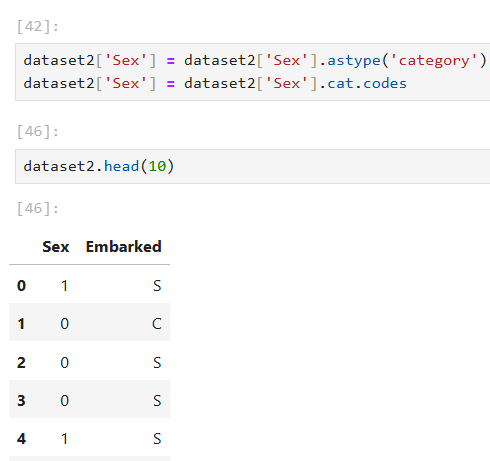 [42]:
dataset2['Sex'] = dataset2['Sex'].astype('category')
dataset2['Sex'] = dataset2['Sex'].cat.codes
[46]:
dataset2.head(10)
[46]:
Sex Embarked
0 1 S
1 0 C
2 0 S
3 0 S
4 1 S